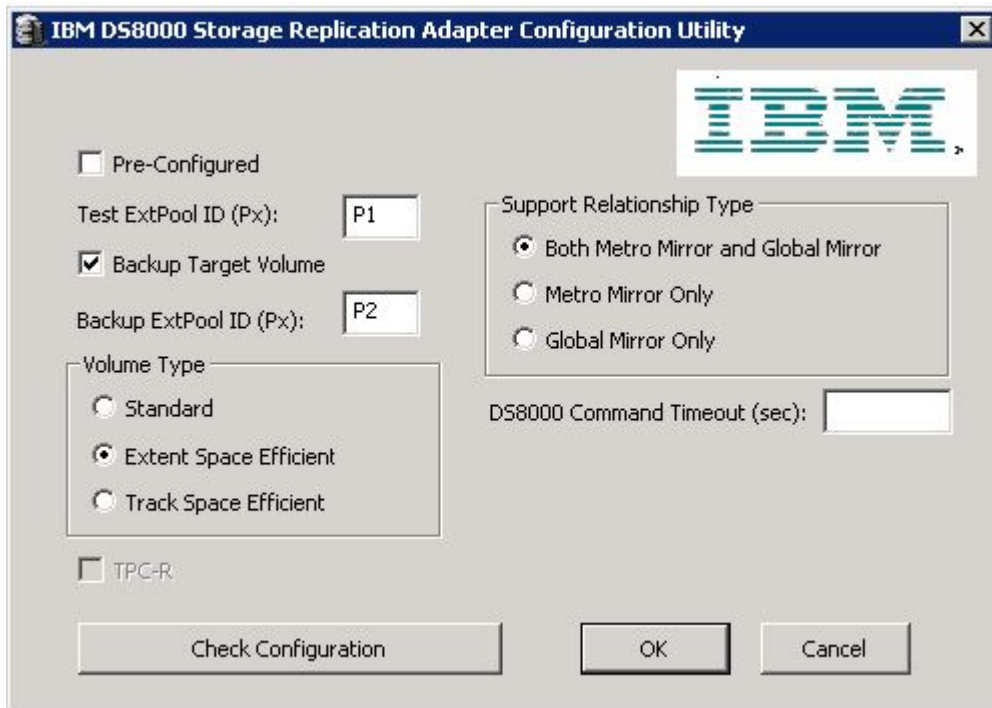 IBM DS8000 Storage Replication Adapter Configuration Utility
IBM
Pre-Configured
Test ExtPool ID (Px): P1
Backup Target Volume
Backup ExtPool ID (Px): P2
Volume Type
Standard
Extent Space Efficient
Track Space Efficient
TPC-R
Support Relationship Type
Both Metro Mirror and Global Mirror
Metro Mirror Only
Global Mirror Only
DS8000 Command Timeout (sec):
Check Configuration
OK
Cancel